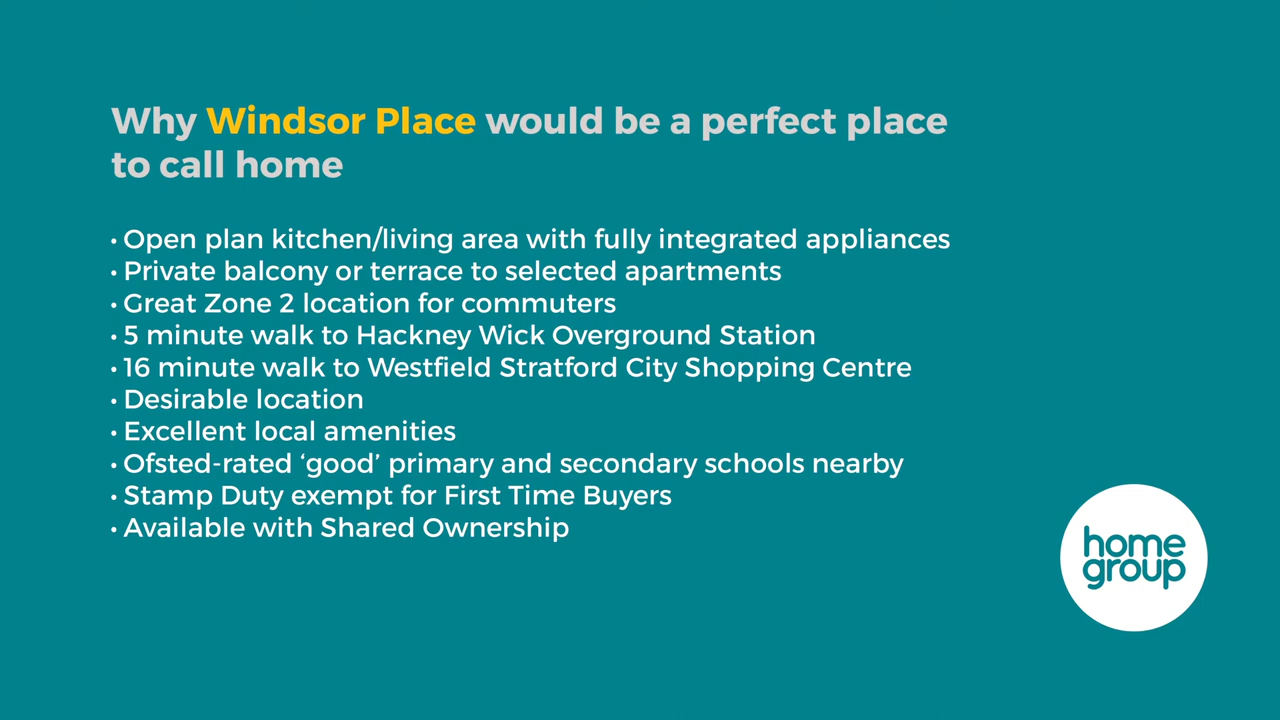 Why Windsor Place would be a perfect place
to call home
• Open plan kitchen/living area with fully integrated appliances
• Private balcony or terrace to selected apartments
• Great Zone 2 location for commuters
• 5 minute walk to Hackney Wick Overground Station
• 16 minute walk to Westfield Stratford City Shopping Centre
• Desirable location
• Excellent local amenities
• Ofsted-rated ‘good’ primary and secondary schools nearby
• Stamp Duty exempt for First Time Buyers
• Available with Shared Ownership
home
group